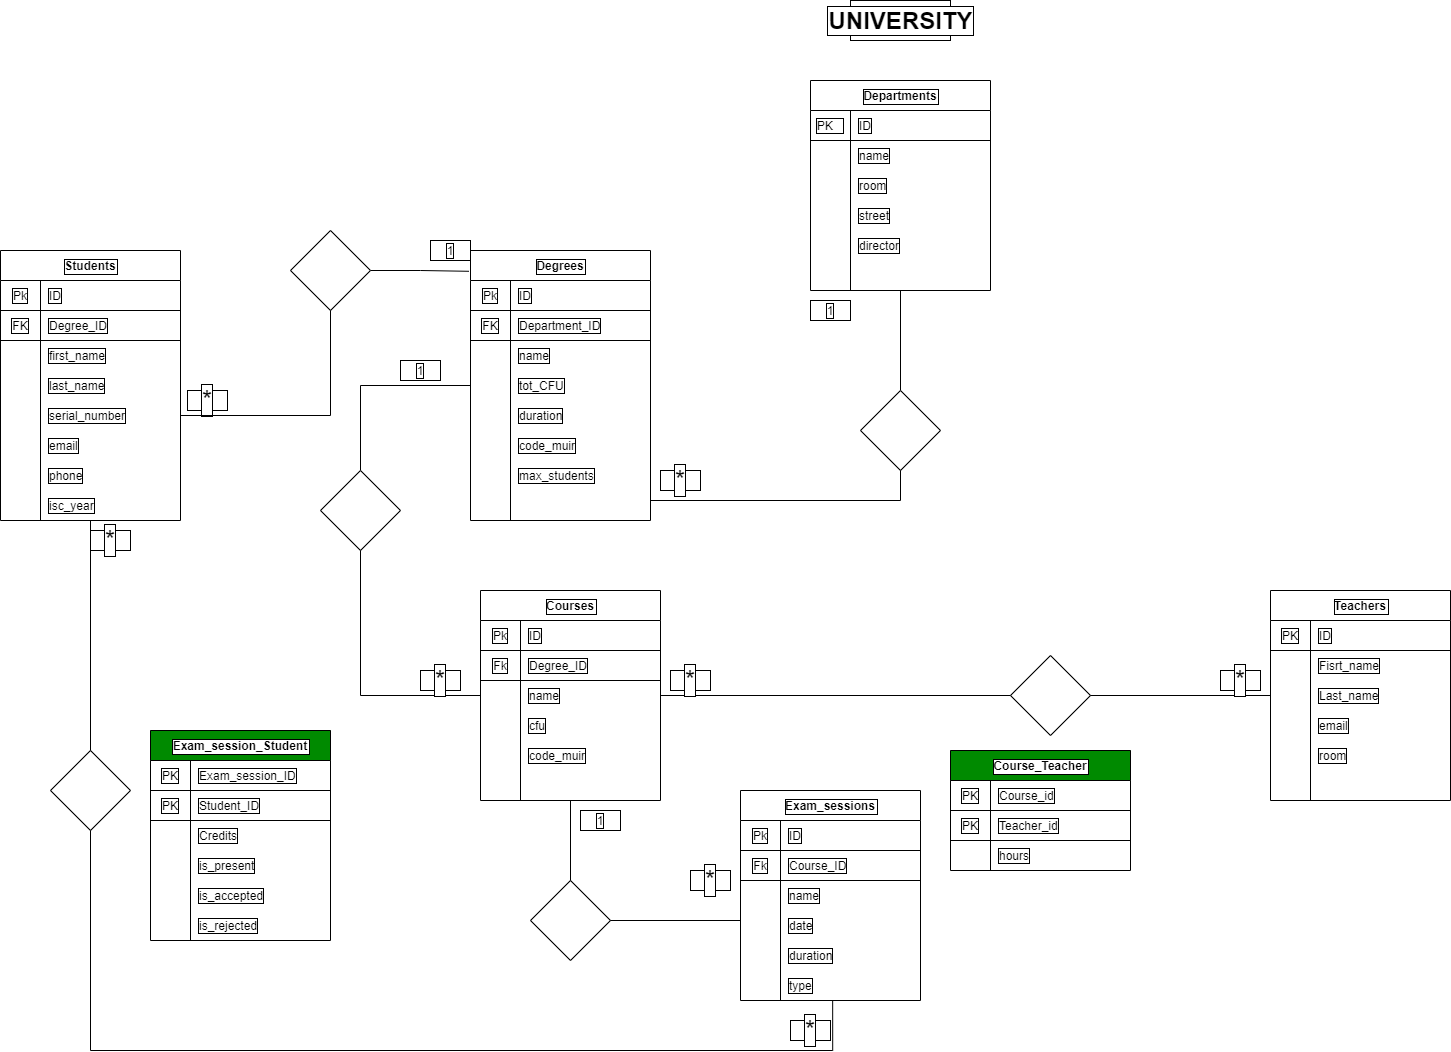 UNIVERSITY
Departments
PK ID
name
room
street
director
1
Students
Pk ID
FK Degree_ID
first_name
last_name
serial_number
email
phone
isc_year
*
*
1
Degrees
Pk ID
FK Department_ID
name
tot_CFU
duration
code_muir
max_students
1
*
Courses
Pk ID
Fk Degree_ID
name
cfu
code_muir
*
*
1
Teachers
PK ID
Fisrt_name
Last_name
email
room
*
Exam_session_Student
PK Exam_session_ID
PK Student_ID
Credits
is_present
is_accepted
is_rejected
Course_Teacher
PK Course_id
PK Teacher_id
hours
Exam_sessions
Pk ID
Fk Course_ID
name
date
duration
type
*
*